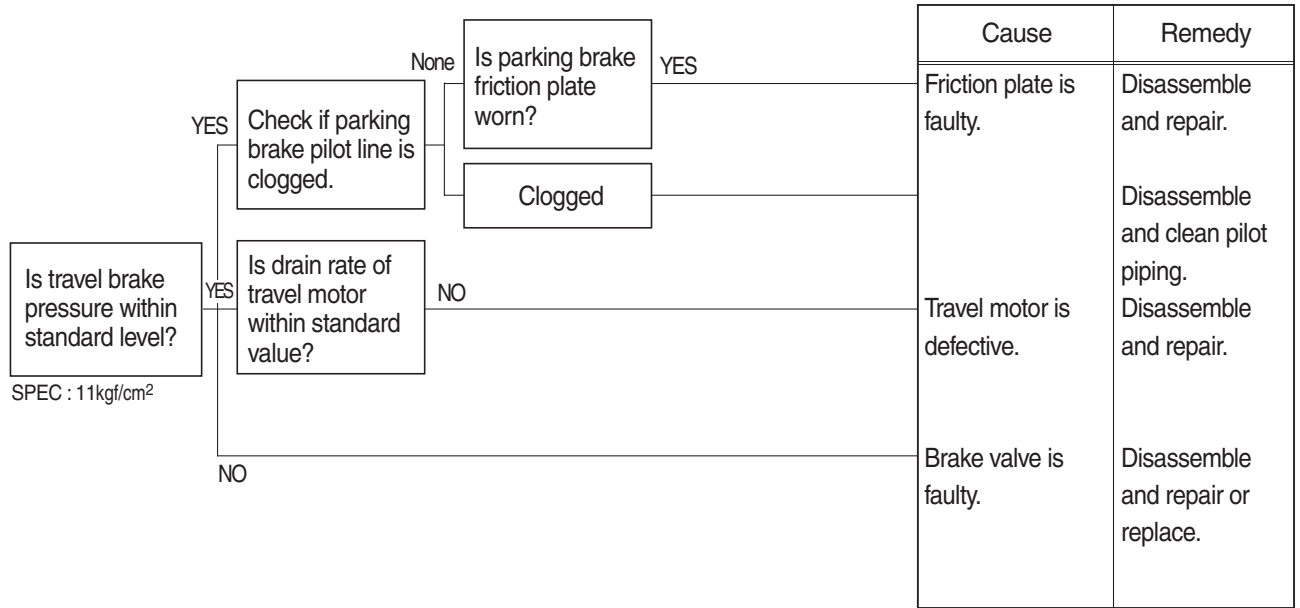 Cause
Remedy
None
Is parking brake
friction plate
worn?
YES
Friction plate is
faulty.
Disassemble
and repair.
YES
Check if parking
brake pilot line is
clogged.
Clogged
Disassemble
and clean pilot
piping.
Is travel brake
pressure within
standard level?
SPEC : 11kgf/cm2
YES
Is drain rate of
travel motor
within standard
value?
NO
Travel motor is
defective.
Disassemble
and repair.
NO
Brake valve is
faulty.
Disassemble
and repair or
replace.